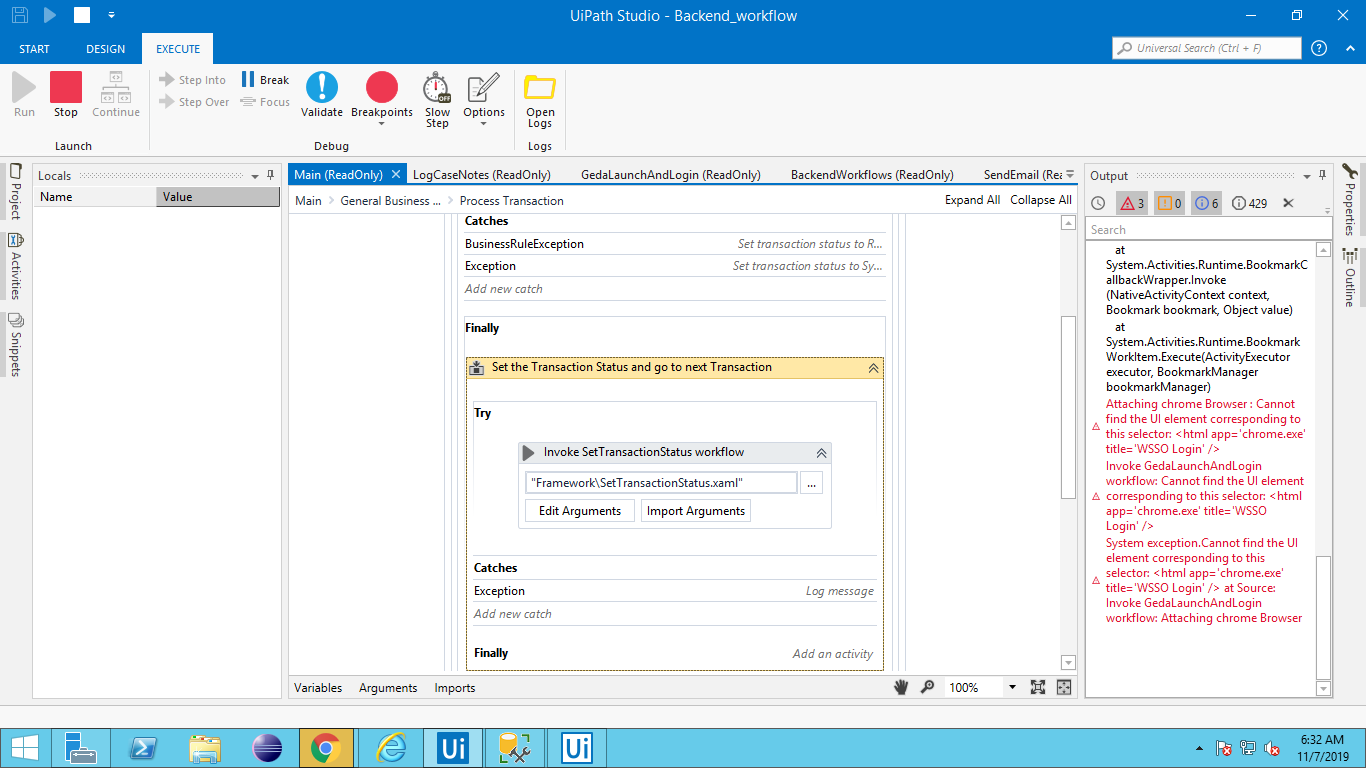 UiPath Studio - Backend_workflow
START DESIGN EXECUTE
Universal Search (Ctrl + F)
Run Stop Continue
Step Into
Step Over
Break
Focus
Validate Breakpoints Slow Step Options Open Logs
Launch Debug Logs
Project
Activities
Snippets
Locals
Name Value
Main (ReadOnly) LogCaseNotes (ReadOnly) GedaLaunchAndLogin (ReadOnly) BackendWorkflows (ReadOnly) SendEmail (Rea
Main > General Business ... > Process Transaction Expand All Collapse All
Catches
BusinessRuleException Set transaction status to R...
Exception Set transaction status to Sy...
Add new catch
Finally
Set the Transaction Status and go to next Transaction
Try
Invoke SetTransactionStatus workflow
"Framework\SetTransactionStatus.xaml" ...
Edit Arguments Import Arguments
Catches
Exception Log message
Add new catch
Finally Add an activity
Variables Arguments Imports 100%
Output
3 0 6 429
Search
at
System.Activities.Runtime.BookmarkC
allbackWrapper.Invoke
(NativeActivityContext context,
Bookmark bookmark, Object value)
at
System.Activities.Runtime.Bookmark
WorkItem.Execute(ActivityExecutor
executor, BookmarkManager
bookmarkManager)
Attaching chrome Browser : Cannot
find the UI element corresponding to
this selector: <html app='chrome.exe'
title='WSSO Login' />
Invoke GedaLaunchAndLogin
workflow: Cannot find the UI element
corresponding to this selector: <html
app='chrome.exe' title='WSSO
Login' />
System exception.Cannot find the UI
element corresponding to this
selector: <html app='chrome.exe'
title='WSSO Login' /> at Source:
Invoke GedaLaunchAndLogin
workflow: Attaching chrome Browser
Properties
Outline
Ui Ui
6:32 AM
11/7/2019